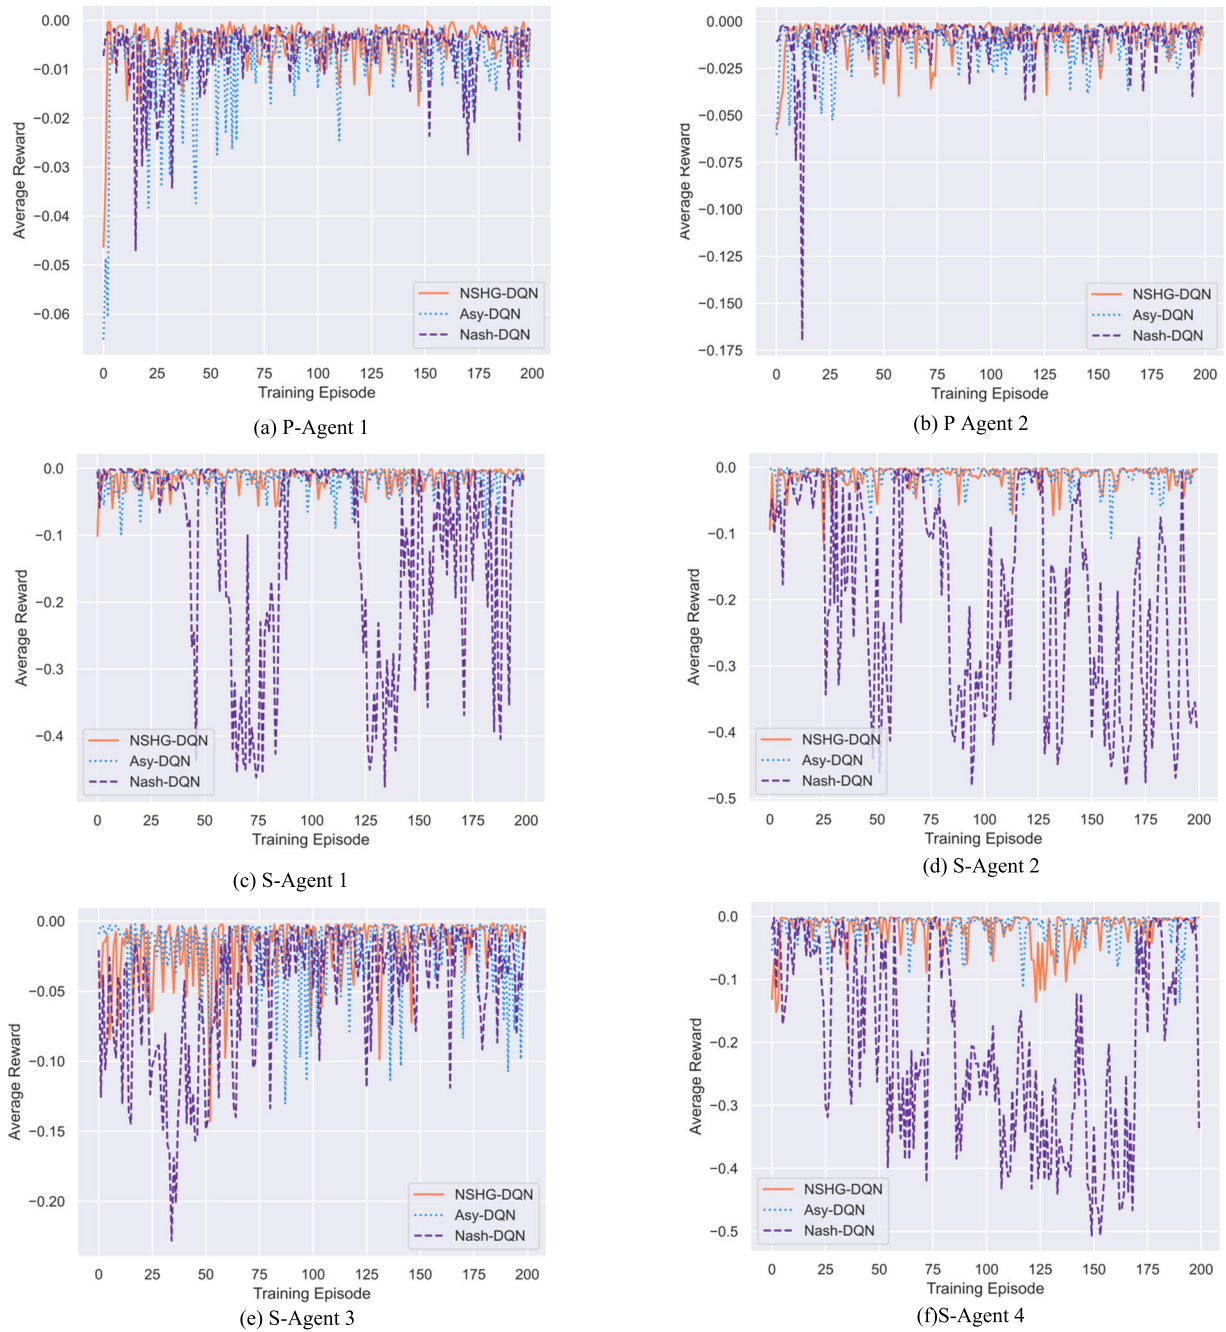 0.00
−0.01
−0.02
−0.03
−0.04
−0.05
−0.06
Average Reward
NSHG-DQN
Asy-DQN
Nash-DQN
0 25 50 75 100 125 150 175 200
Training Episode
(a) P-Agent 1
0.000
−0.025
−0.050
−0.075
−0.100
−0.125
−0.150
−0.175
Average Reward
NSHG-DQN
Asy-DQN
Nash-DQN
0 25 50 75 100 125 150 175 200
Training Episode
(b) P Agent 2
0.0
−0.1
−0.2
−0.3
−0.4
Average Reward
NSHG-DQN
Asy-DQN
Nash-DQN
0 25 50 75 100 125 150 175 200
Training Episode
(c) S-Agent 1
0.0
−0.1
−0.2
−0.3
−0.4
−0.5
Average Reward
NSHG-DQN
Asy-DQN
Nash-DQN
0 25 50 75 100 125 150 175 200
Training Episode
(d) S-Agent 2
0.00
−0.05
−0.10
−0.15
−0.20
Average Reward
NSHG-DQN
Asy-DQN
Nash-DQN
0 25 50 75 100 125 150 175 200
Training Episode
(e) S-Agent 3
0.0
−0.1
−0.2
−0.3
−0.4
−0.5
Average Reward
NSHG-DQN
Asy-DQN
Nash-DQN
0 25 50 75 100 125 150 175 200
Training Episode
(f)S-Agent 4